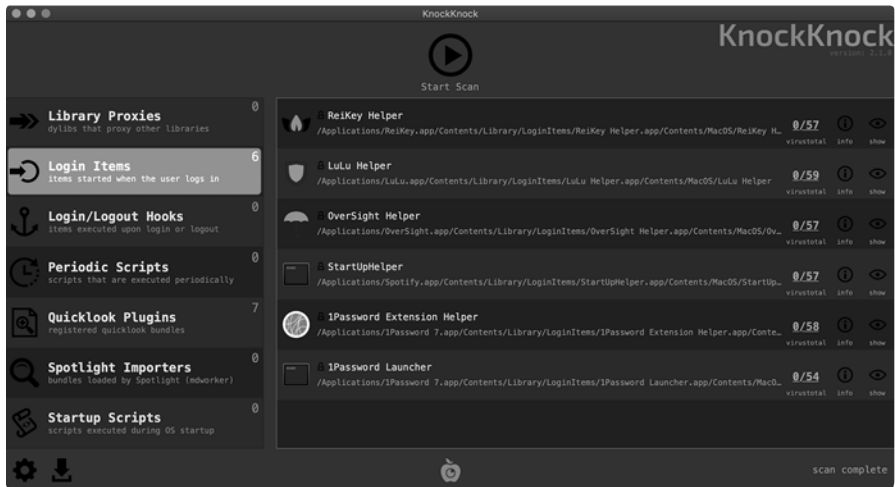 KnockKnock
KnockKnock
version: 2.1.0
Start Scan
Library Proxies
0
dylibs that proxy other libraries
Login Items
6
items started when the user logs in
Login/Logout Hooks
0
items executed upon login or logout
Periodic Scripts
0
scripts that are executed periodically
Quicklook Plugins
7
registered quicklook bundles
Spotlight Importers
0
bundles loaded by Spotlight (mdworker)
Startup Scripts
0
scripts executed during OS startup
ReiKey Helper
/Applications/ReiKey.app/Contents/Library/LoginItems/ReiKey Helper.app/Contents/MacOS/ReiKey H…
0/57
virustotal info show
LuLu Helper
/Applications/LuLu.app/Contents/Library/LoginItems/LuLu Helper.app/Contents/MacOS/LuLu Helper
0/59
virustotal info show
OverSight Helper
/Applications/OverSight.app/Contents/Library/LoginItems/OverSight Helper.app/Contents/MacOS/Ov…
0/57
virustotal info show
StartUpHelper
/Applications/Spotify.app/Contents/Library/LoginItems/StartUpHelper.app/Contents/MacOS/StartUp…
0/57
virustotal info show
1Password Extension Helper
/Applications/1Password 7.app/Contents/Library/LoginItems/1Password Extension Helper.app/Conte…
0/58
virustotal info show
1Password Launcher
/Applications/1Password 7.app/Contents/Library/LoginItems/1Password Launcher.app/Contents/MacO…
0/54
virustotal info show
scan complete